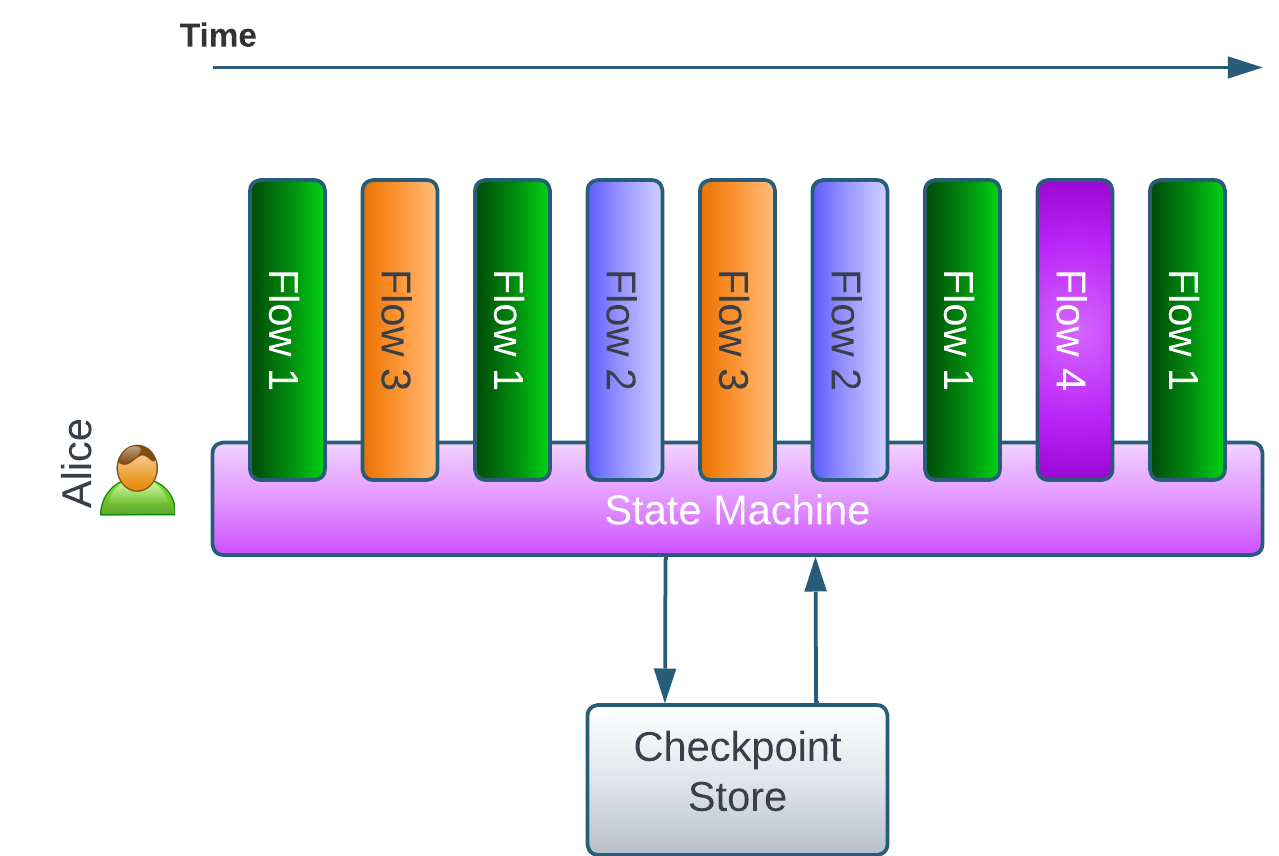 Time
Flow 1
Flow 3
Flow 1
Flow 2
Flow 3
Flow 2
Flow 1
Flow 4
Flow 1
Alice
State Machine
Checkpoint
Store